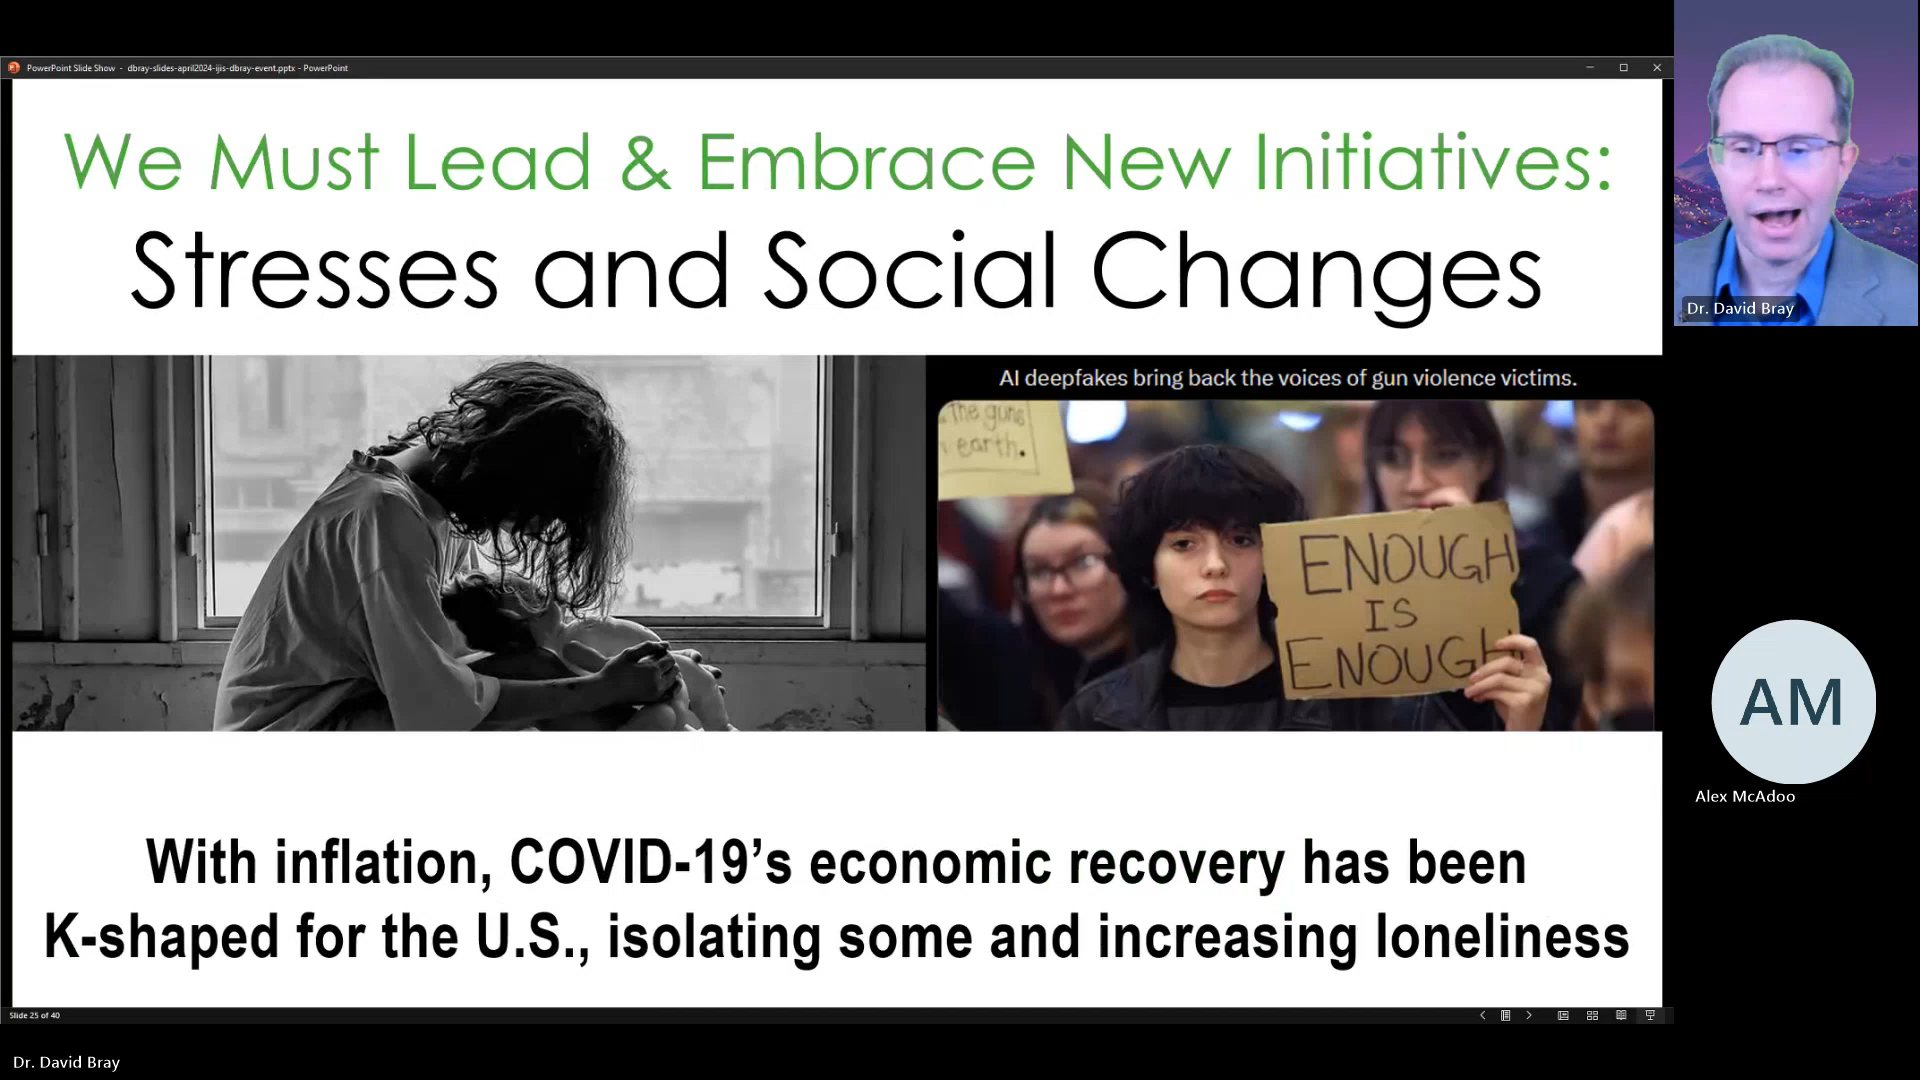 PowerPoint Slide Show - dbray-slides-april2024-ijis-dbray-event.pptx - PowerPoint
We Must Lead & Embrace New Initiatives:
Stresses and Social Changes
AI deepfakes bring back the voices of gun violence victims.
the guns
earth.
ENOUGH
IS
ENOUGH
With inflation, COVID-19’s economic recovery has been
K-shaped for the U.S., isolating some and increasing loneliness
Slide 25 of 40
Dr. David Bray
Dr. David Bray
AM
Alex McAdoo